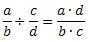 a/b ÷ c/d = a · d / b · c